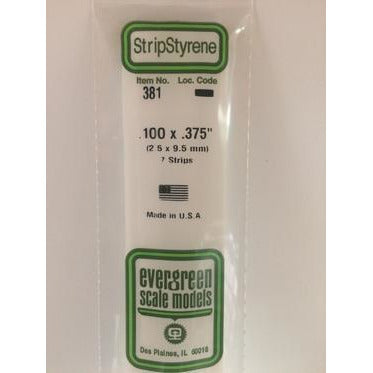 StripStyrene
Item No. Loc. Code
381
.100 x .375"
(2 5 x 9.5 mm)
7 Strips
Made in U.S.A
evergreen
scale models
Des Plaines, IL 60018